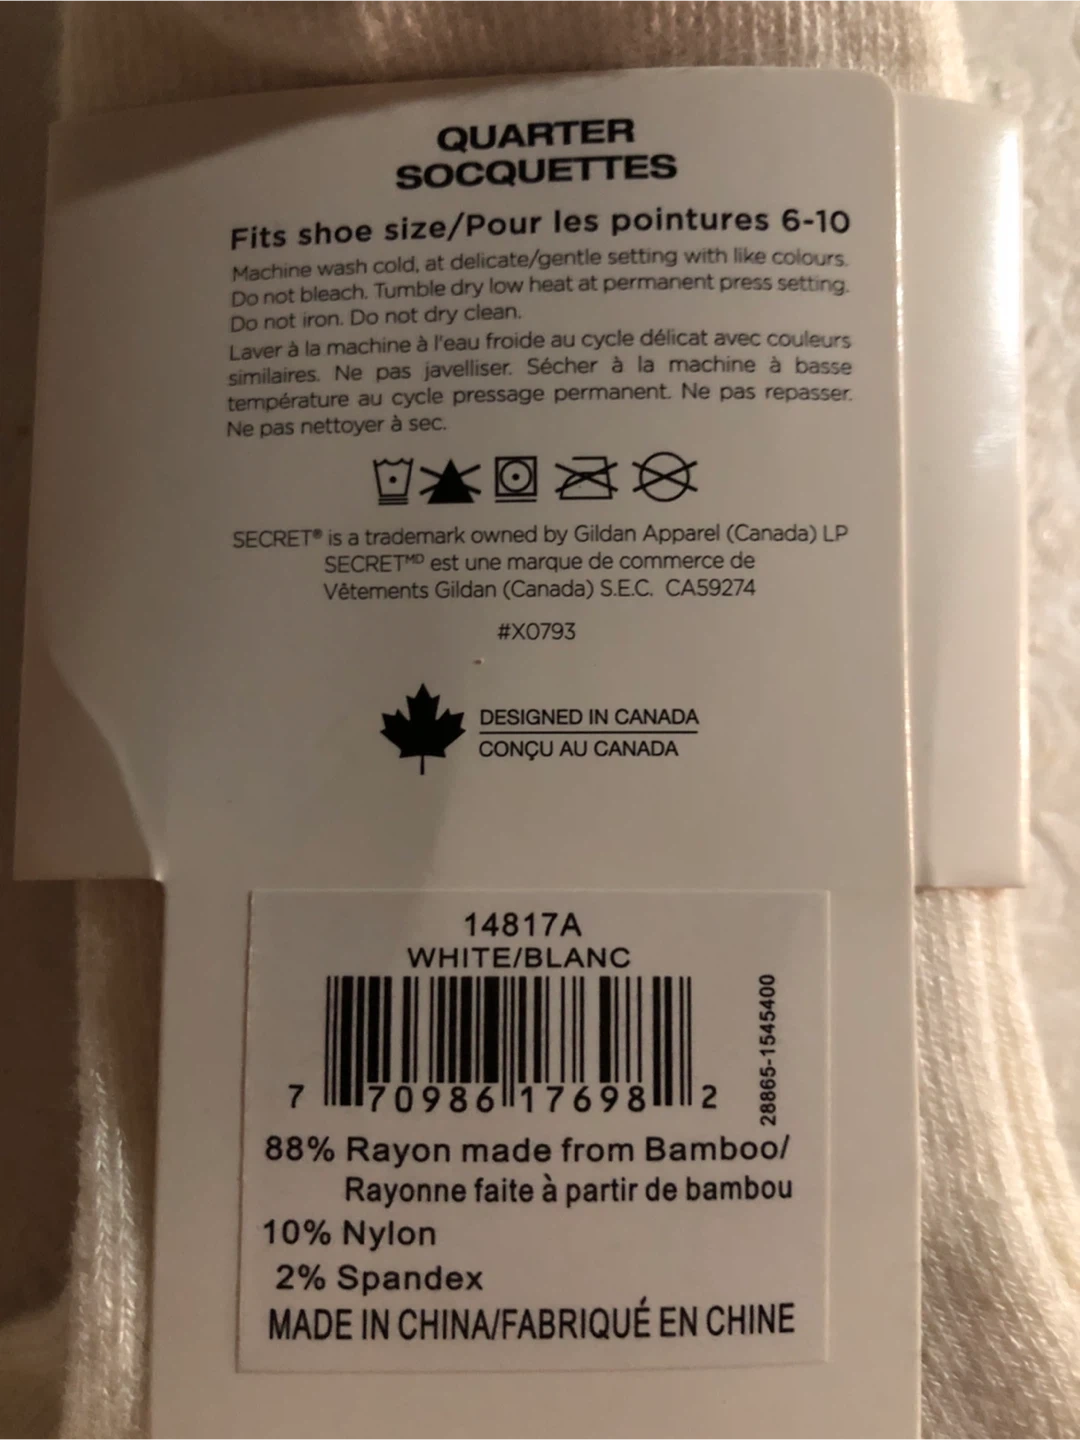 QUARTER
SOCQUETTES
Fits shoe size/Pour les pointures 6-10
Machine wash cold, at delicate/gentle setting with like colours.
Do not bleach. Tumble dry low heat at permanent press setting.
Do not iron. Do not dry clean.
Laver à la machine à l'eau froide au cycle délicat avec couleurs
similaires. Ne pas javelliser. Sécher à la machine à basse
température au cycle pressage permanent. Ne pas repasser.
Ne pas nettoyer à sec.
SECRET® is a trademark owned by Gildan Apparel (Canada) LP
SECRETᴹᴰ est une marque de commerce de
Vêtements Gildan (Canada) S.E.C. CA59274
#X0793
DESIGNED IN CANADA
CONÇU AU CANADA
14817A
WHITE/BLANC
7 70986 17698 2
28865-1545400
88% Rayon made from Bamboo/
Rayonne faite à partir de bambou
10% Nylon
2% Spandex
MADE IN CHINA/FABRIQUÉ EN CHINE